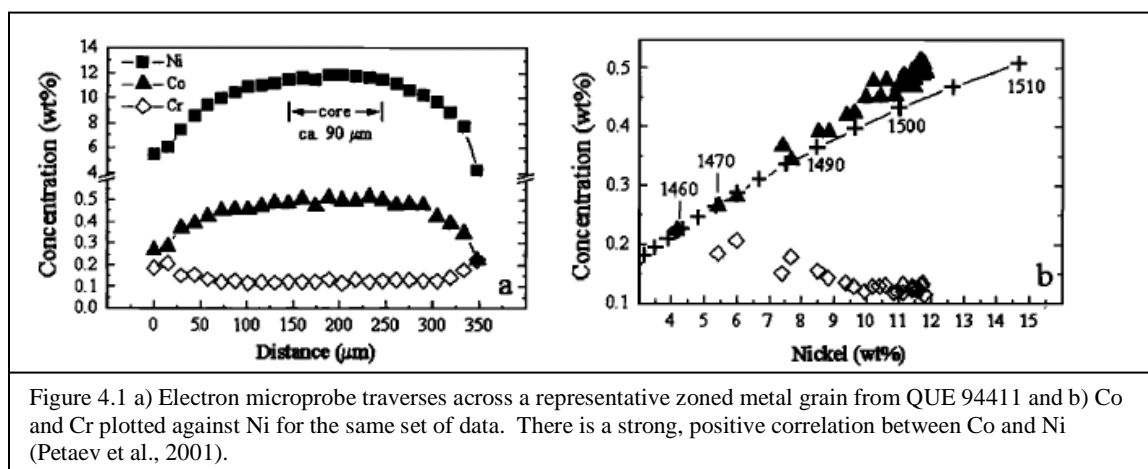 14
12
10
8
6
4
0.5
0.4
0.3
0.2
0.1
0.0
Concentration (wt%)
Ni
Co
Cr
core
ca. 90 μm
a
0 50 100 150 200 250 300 350
Distance (μm)
0.5
0.4
0.3
0.2
0.1
Concentration (wt%)
1510
1500
1490
1470
1460
b
4 5 6 7 8 9 10 11 12 13 14 15
Nickel (wt%)
Figure 4.1 a) Electron microprobe traverses across a representative zoned metal grain from QUE 94411 and b) Co
and Cr plotted against Ni for the same set of data. There is a strong, positive correlation between Co and Ni
(Petaev et al., 2001).